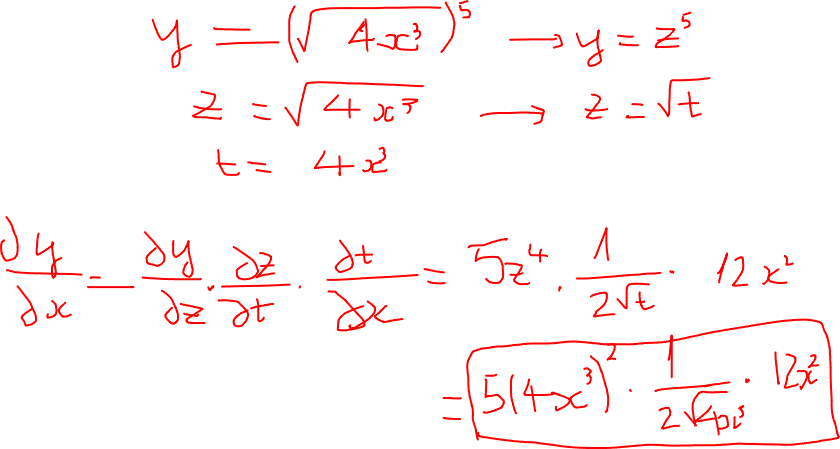 y = (√4x³)⁵ → y = z⁵
z = √4x³ → z = √t
t = 4x³
∂y/∂x = ∂y/∂z · ∂z/∂t · ∂t/∂x = 5z⁴ · 1/2√t · 12x²
= 5(4x³)² · 1/2√4x³ · 12x²